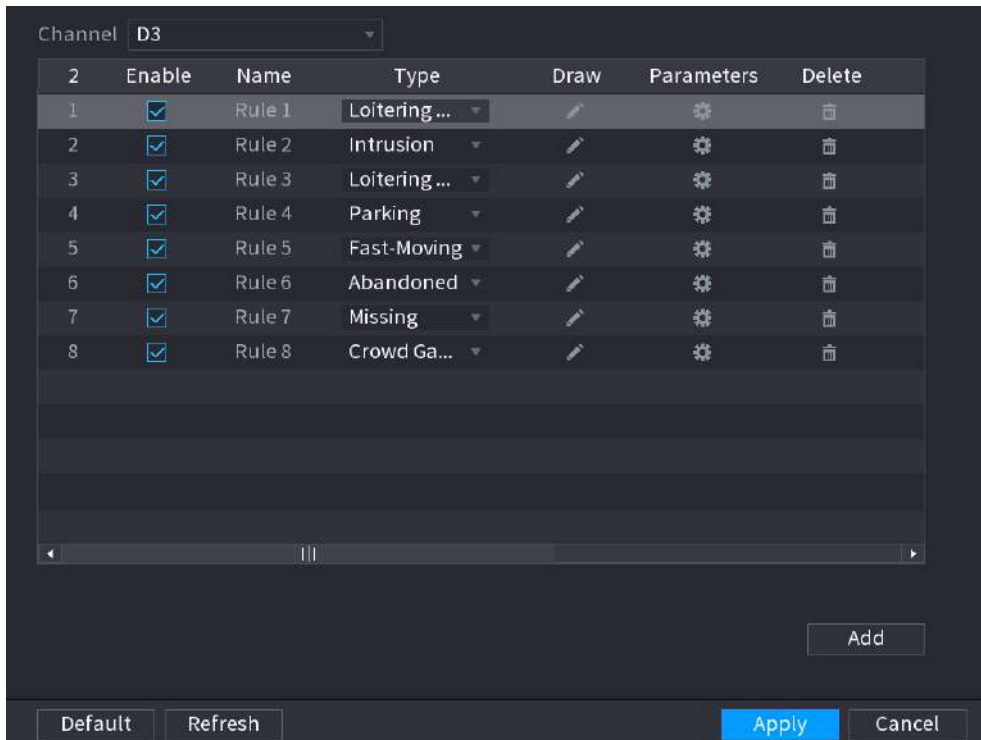 Channel D3
2 Enable Name Type Draw Parameters Delete
1 Rule 1 Loitering ...
2 Rule 2 Intrusion
3 Rule 3 Loitering ...
4 Rule 4 Parking
5 Rule 5 Fast-Moving
6 Rule 6 Abandoned
7 Rule 7 Missing
8 Rule 8 Crowd Ga...
Add
Default Refresh Apply Cancel